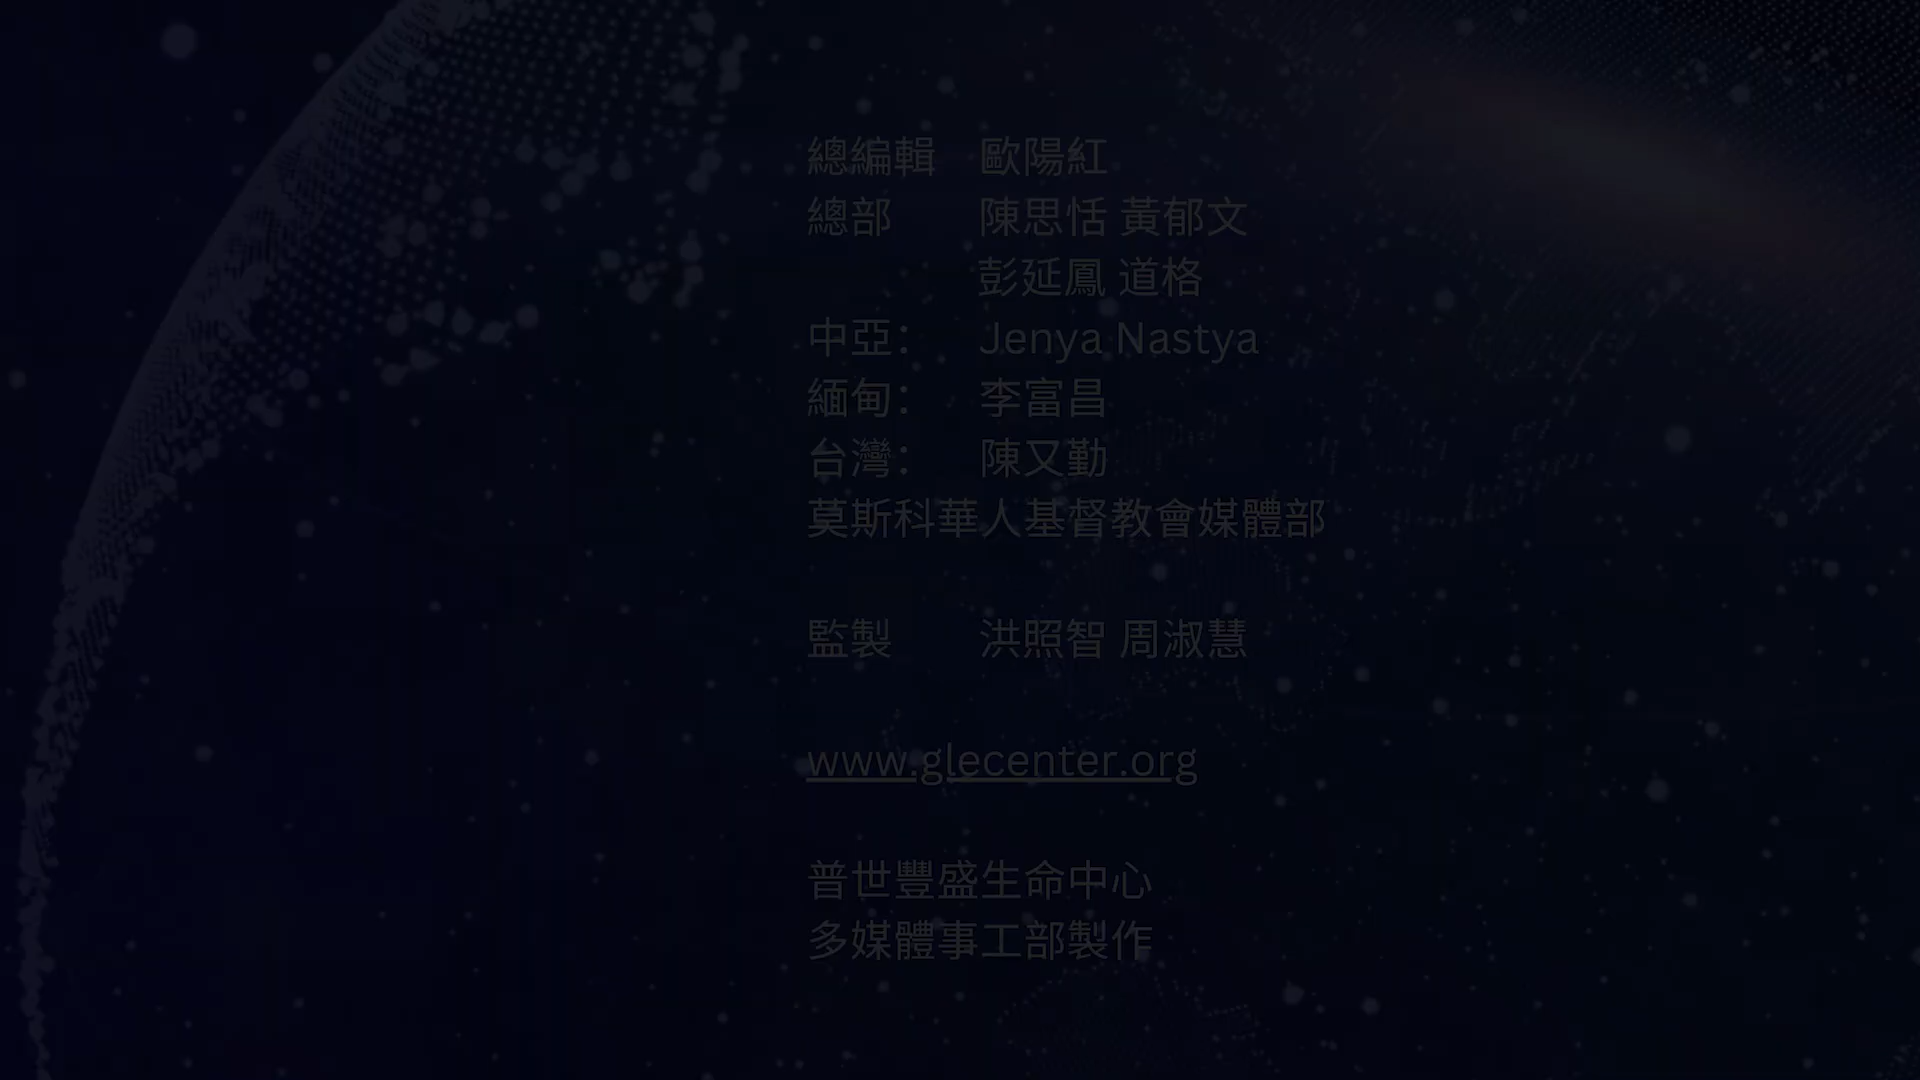 總編輯 歐陽紅
總部 陳思恬 黃郁文
彭延鳳 道格
中亞： Jenya Nastya
緬甸： 李富昌
台灣： 陳又勤
莫斯科華人基督教會媒體部
監製 洪照智 周淑慧
www.glecenter.org
普世豐盛生命中心
多媒體事工部製作